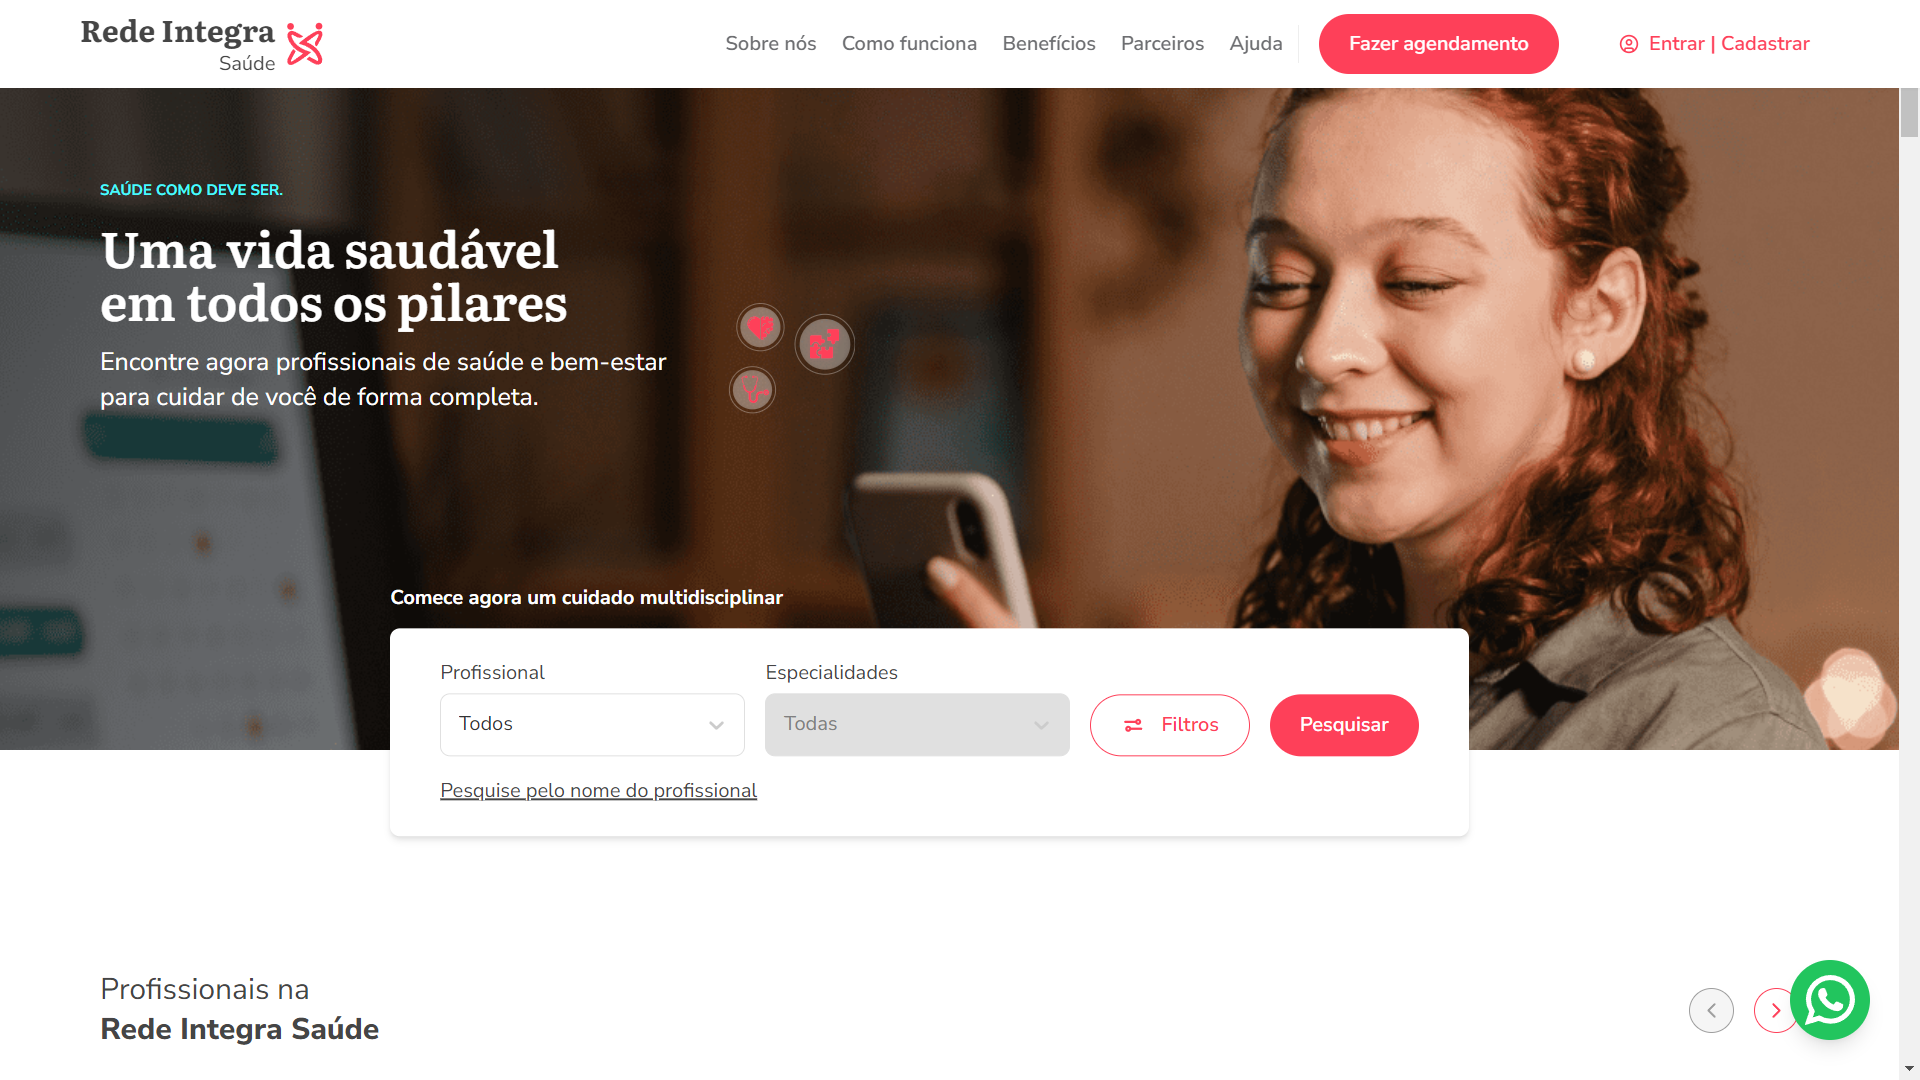 Rede Integra
Saúde
Sobre nós
Como funciona
Benefícios
Parceiros
Ajuda
Fazer agendamento
Entrar | Cadastrar
SAÚDE COMO DEVE SER.
Uma vida saudável
em todos os pilares
Encontre agora profissionais de saúde e bem-estar
para cuidar de você de forma completa.
Comece agora um cuidado multidisciplinar
Profissional
Especialidades
Todos
Todas
Filtros
Pesquisar
Pesquise pelo nome do profissional
Profissionais na
Rede Integra Saúde